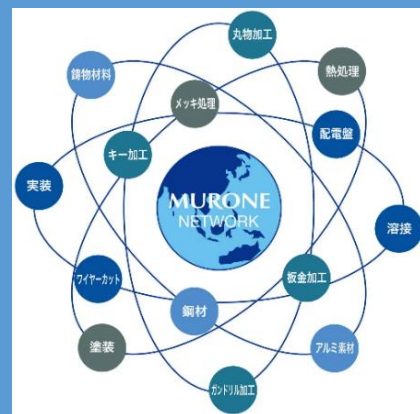 丸物加工
鋳物材料
熱処理
メッキ処理
配電盤
キー加工
実装
MURONE
NETWORK
溶接
ワイヤーカット
板金加工
鋼材
塗装
アルミ素材
ガンドリル加工